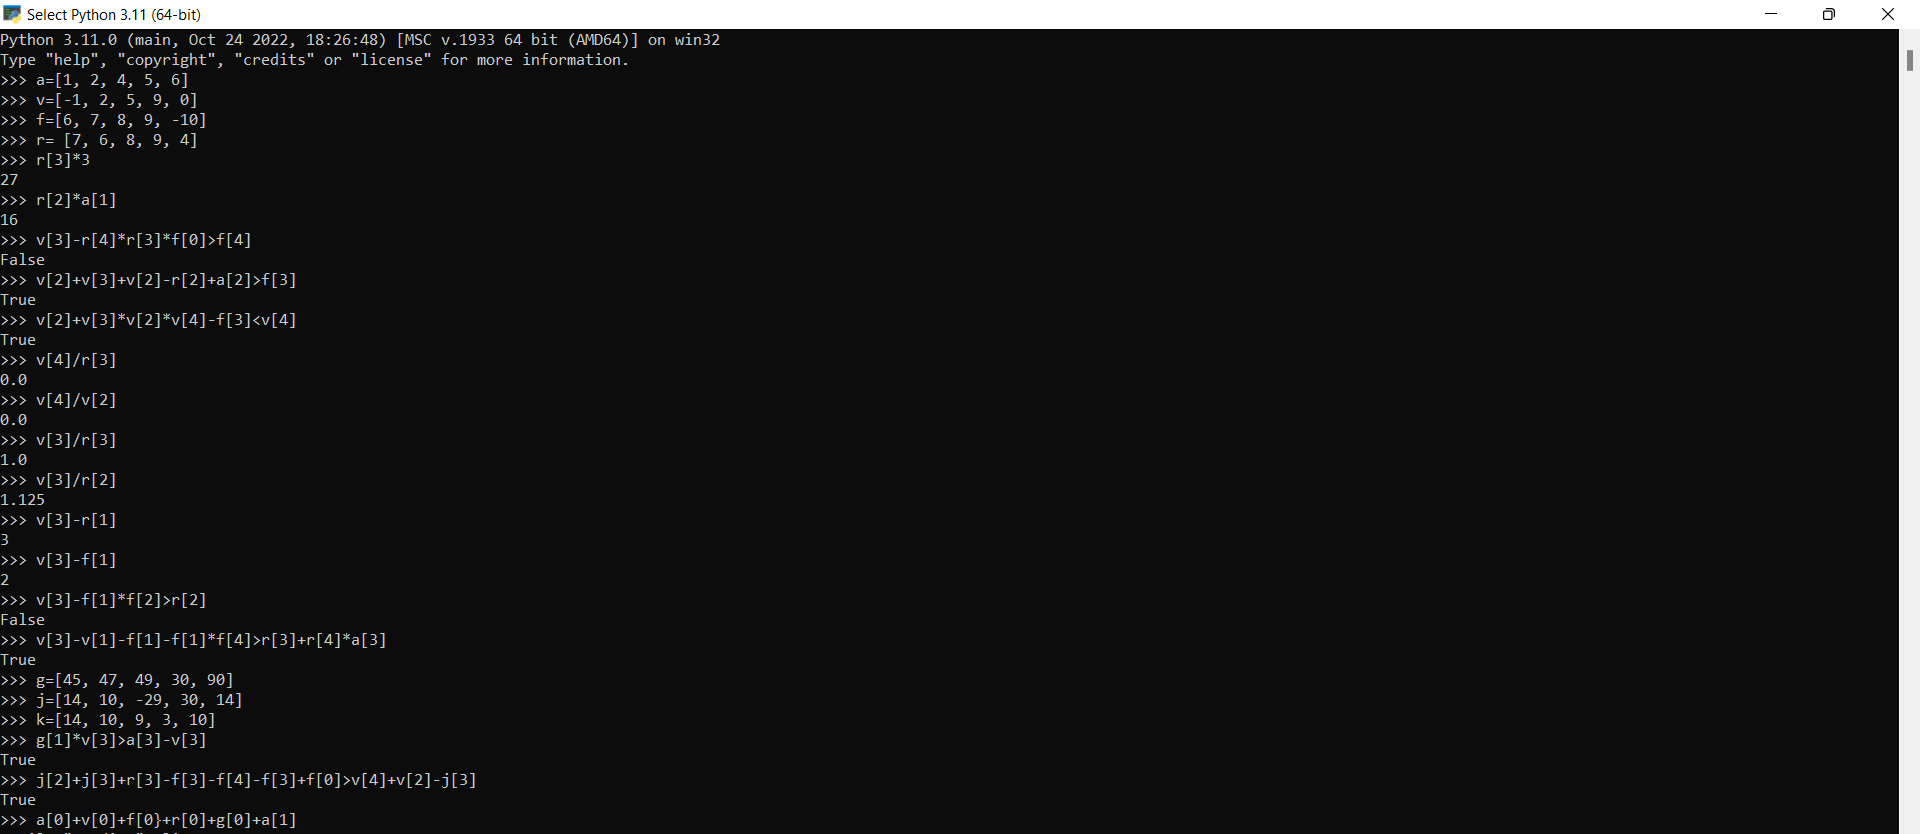 Select Python 3.11 (64-bit)
Python 3.11.0 (main, Oct 24 2022, 18:26:48) [MSC v.1933 64 bit (AMD64)] on win32
Type "help", "copyright", "credits" or "license" for more information.
>>> a=[1, 2, 4, 5, 6]
>>> v=[-1, 2, 5, 9, 0]
>>> f=[6, 7, 8, 9, -10]
>>> r= [7, 6, 8, 9, 4]
>>> r[3]*3
27
>>> r[2]*a[1]
16
>>> v[3]-r[4]*r[3]*f[0]>f[4]
False
>>> v[2]+v[3]+v[2]-r[2]+a[2]>f[3]
True
>>> v[2]+v[3]*v[2]*v[4]-f[3]<v[4]
True
>>> v[4]/r[3]
0.0
>>> v[4]/v[2]
0.0
>>> v[3]/r[3]
1.0
>>> v[3]/r[2]
1.125
>>> v[3]-r[1]
3
>>> v[3]-f[1]
2
>>> v[3]-f[1]*f[2]>r[2]
False
>>> v[3]-v[1]-f[1]-f[1]*f[4]>r[3]+r[4]*a[3]
True
>>> g=[45, 47, 49, 30, 90]
>>> j=[14, 10, -29, 30, 14]
>>> k=[14, 10, 9, 3, 10]
>>> g[1]*v[3]>a[3]-v[3]
True
>>> j[2]+j[3]+r[3]-f[3]-f[4]-f[3]+f[0]>v[4]+v[2]-j[3]
True
>>> a[0]+v[0]+f[0}+r[0]+g[0]+a[1]